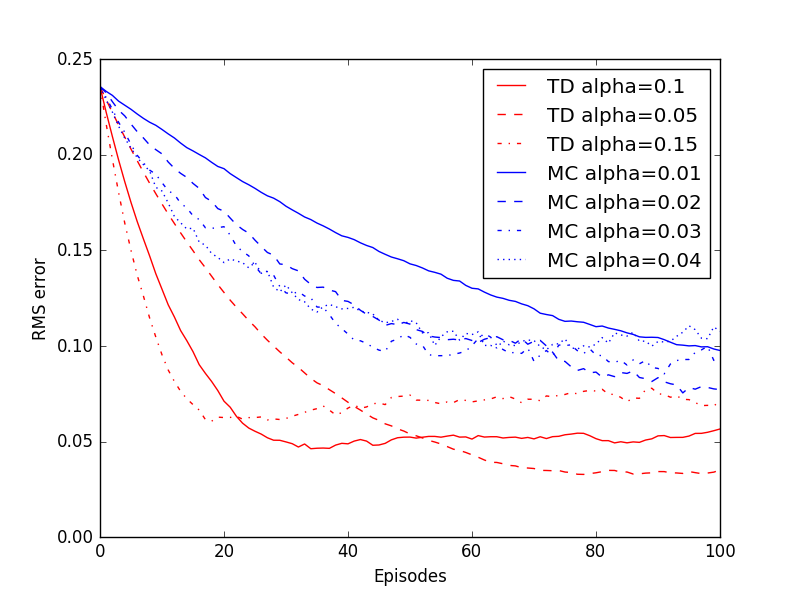 0.25
0.20
0.15
0.10
0.05
0.00
RMS error
0
20
40
60
80
100
Episodes
TD alpha=0.1
TD alpha=0.05
TD alpha=0.15
MC alpha=0.01
MC alpha=0.02
MC alpha=0.03
MC alpha=0.04